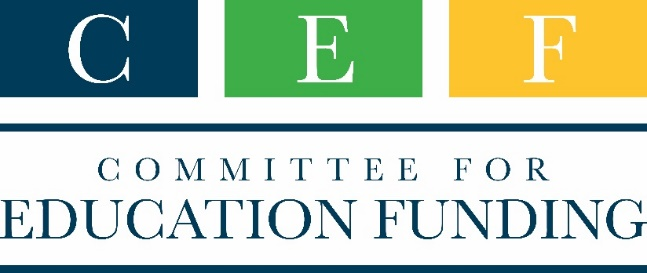 C E F
COMMITTEE FOR
EDUCATION FUNDING